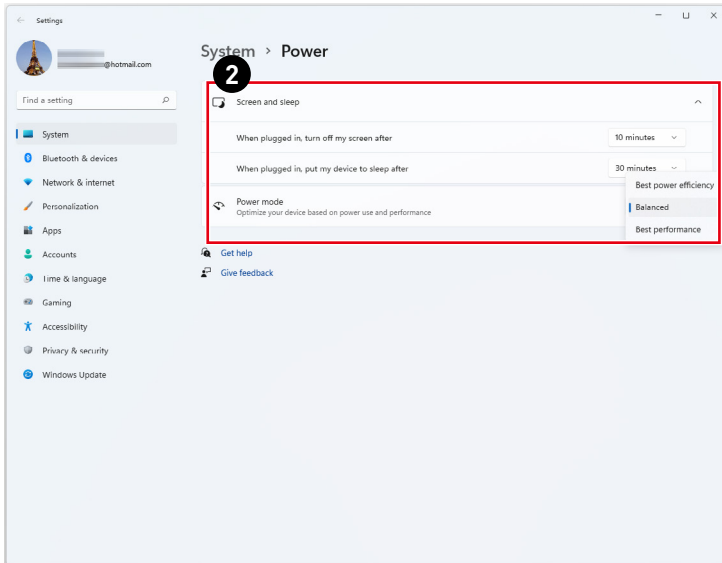 Settings
@hotmail.com
Find a setting
System
Bluetooth & devices
Network & internet
Personalization
Apps
Accounts
Time & language
Gaming
Accessibility
Privacy & security
Windows Update
System > Power
2
Screen and sleep
When plugged in, turn off my screen after
10 minutes
When plugged in, put my device to sleep after
30 minutes
Power mode
Optimize your device based on power use and performance
Best power efficiency
Balanced
Best performance
Get help
Give feedback